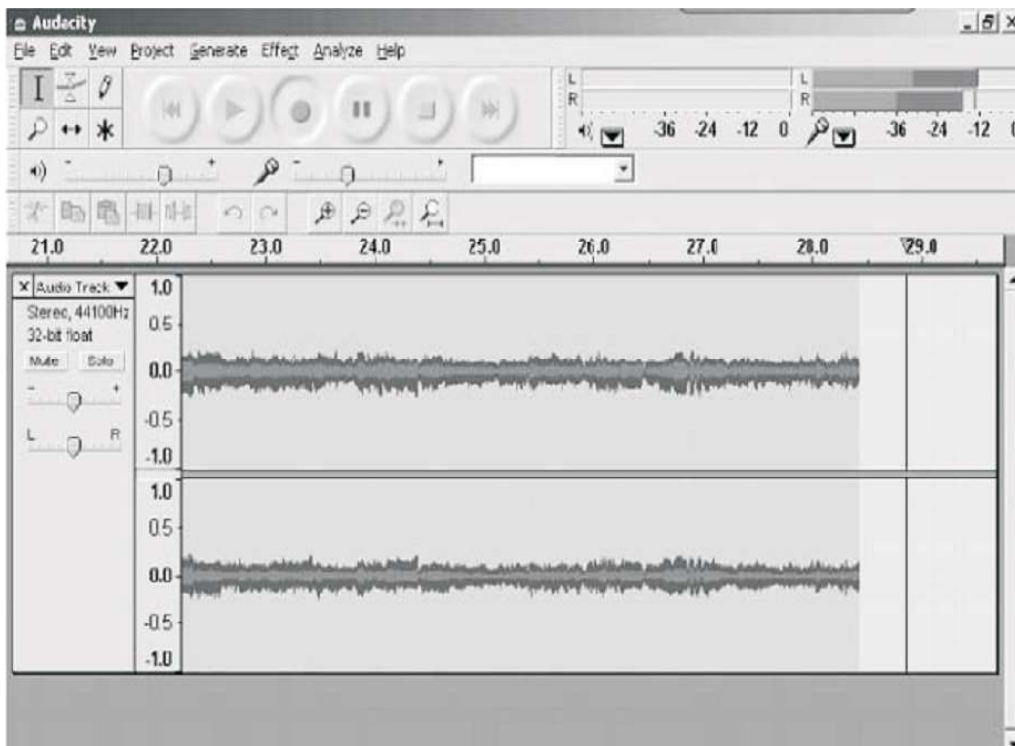 Audacity
File Edit View Project Generate Effect Analyze Help
L
R
-36 -24 -12 0
L
R
-36 -24 -12 0
- +
- +
21.0 22.0 23.0 24.0 25.0 26.0 27.0 28.0 29.0
X Audio Track
Stereo, 44100Hz
32-bit float
Mute Solo
- +
L R
1.0
0.5
0.0
-0.5
-1.0
1.0
0.5
0.0
-0.5
-1.0